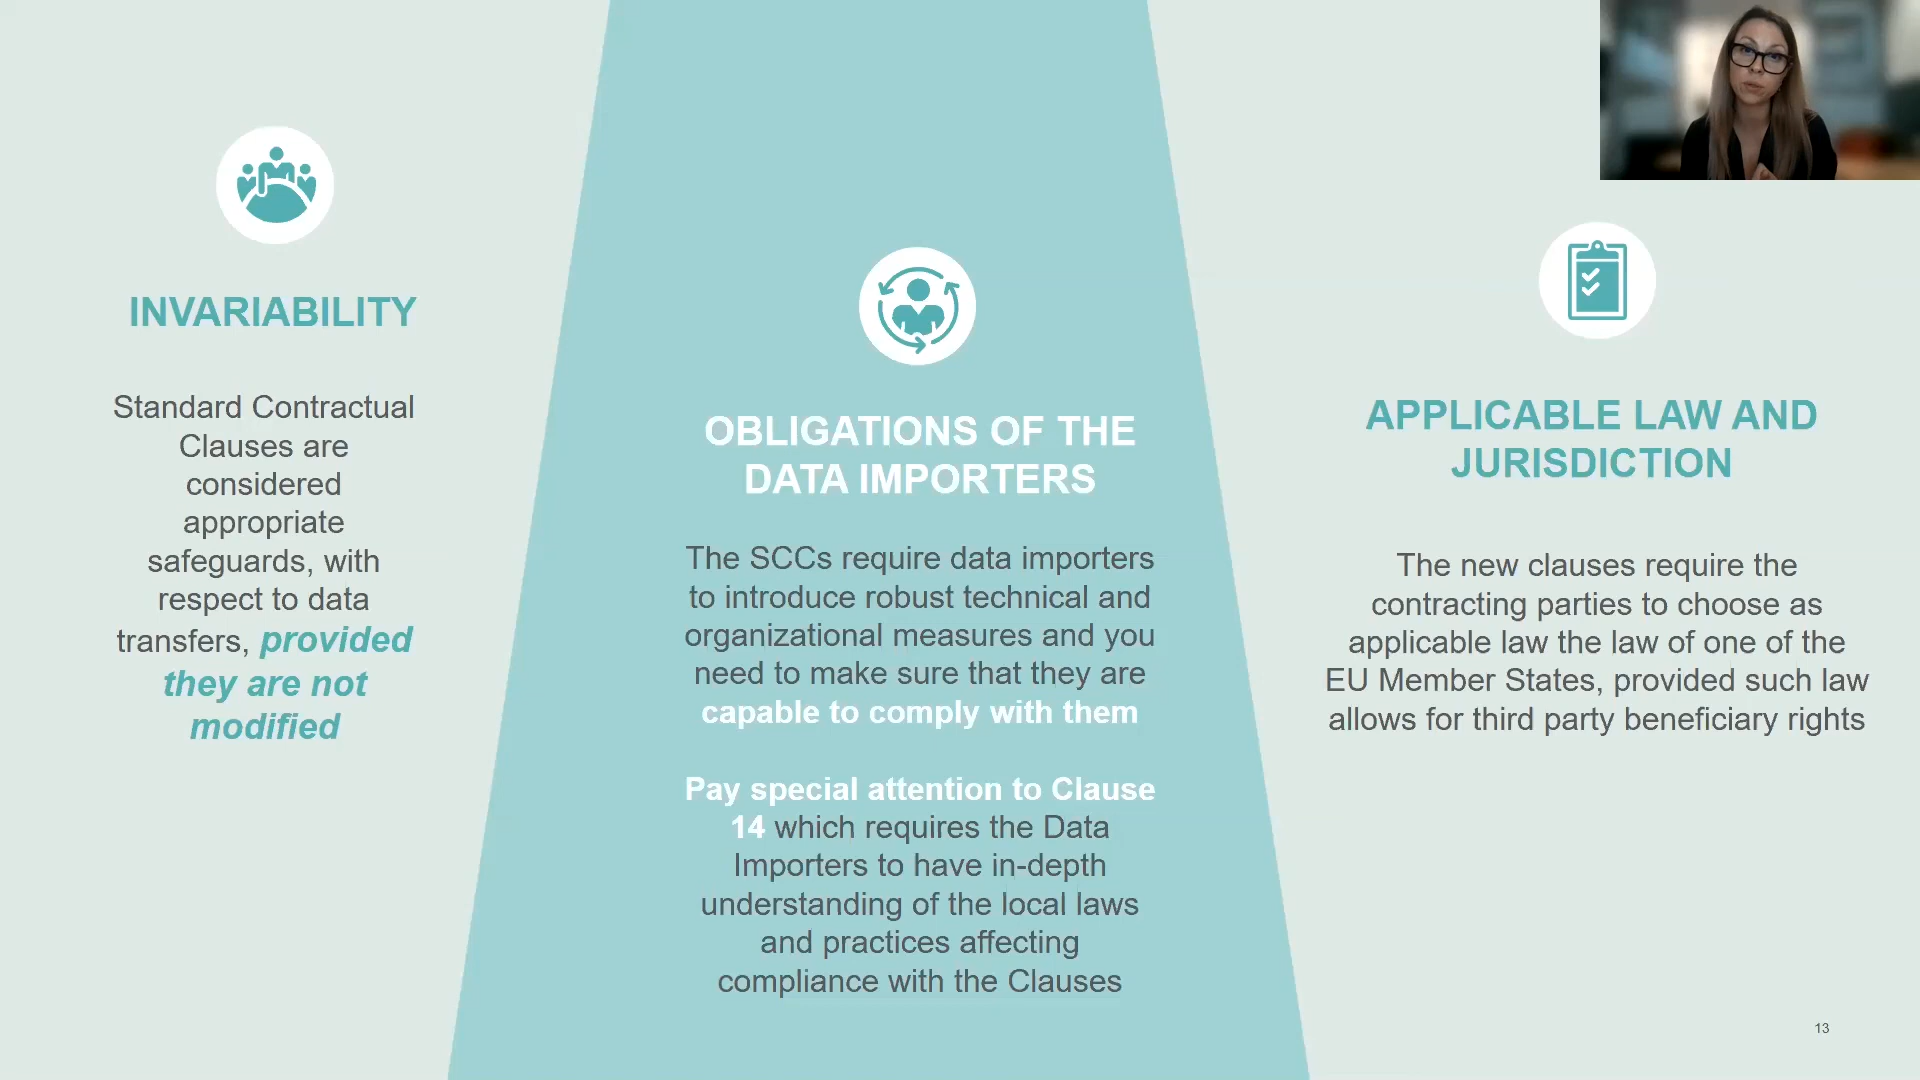 INVARIABILITY
Standard Contractual
Clauses are
considered
appropriate
safeguards, with
respect to data
transfers, provided
they are not
modified
OBLIGATIONS OF THE
DATA IMPORTERS
The SCCs require data importers
to introduce robust technical and
organizational measures and you
need to make sure that they are
capable to comply with them
Pay special attention to Clause
14 which requires the Data
Importers to have in-depth
understanding of the local laws
and practices affecting
compliance with the Clauses
APPLICABLE LAW AND
JURISDICTION
The new clauses require the
contracting parties to choose as
applicable law the law of one of the
EU Member States, provided such law
allows for third party beneficiary rights
13